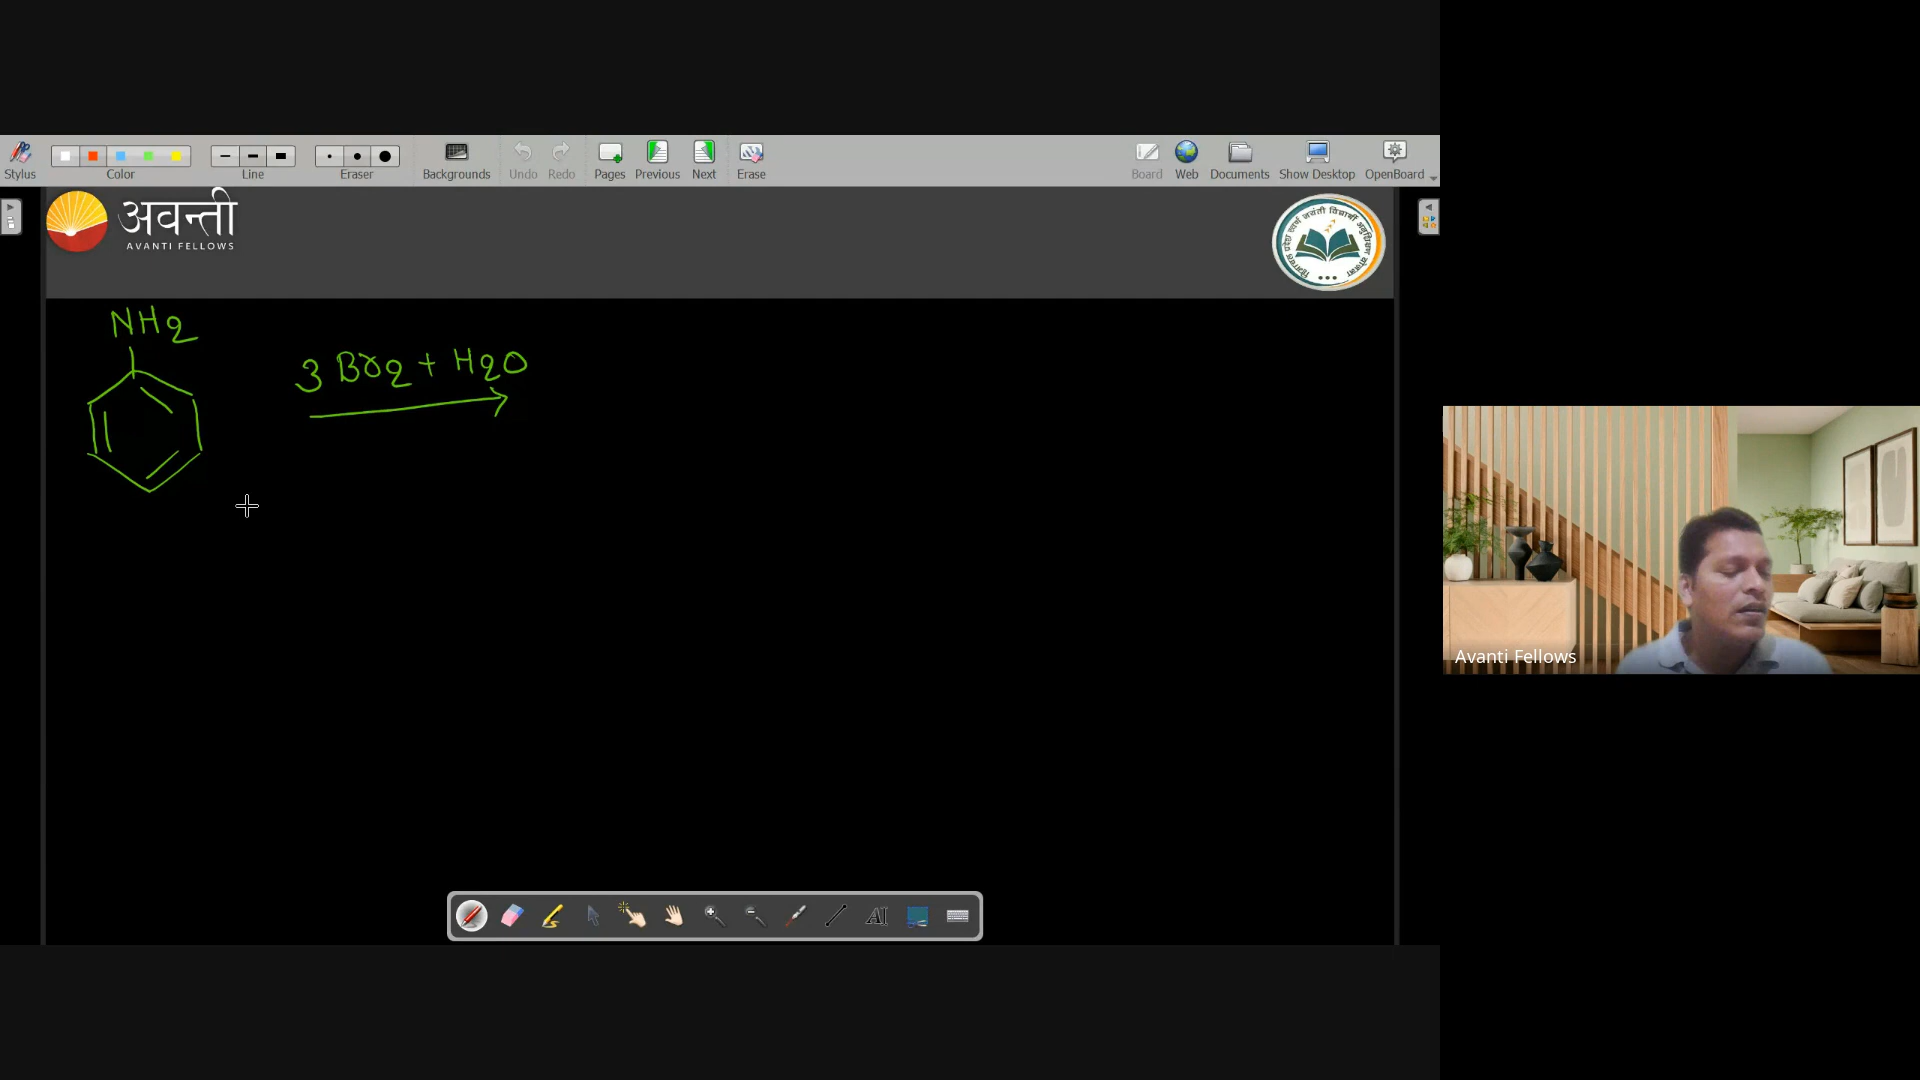 Stylus Color Line Eraser Backgrounds Undo Redo Pages Previous Next Erase Board Web Documents Show Desktop OpenBoard
अवन्ती
AVANTI FELLOWS
NH2
3 Br2 + H2O
AI
Avanti Fellows